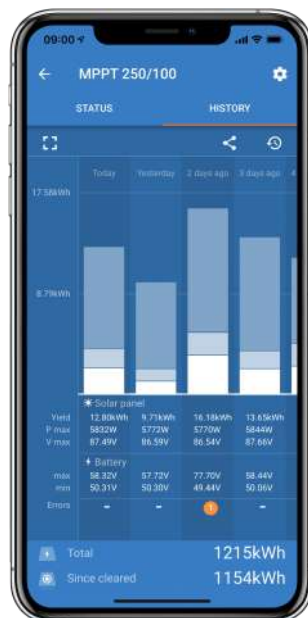 09:00
MPPT 250/100
STATUS HISTORY
Today Yesterday 2 days ago 3 days ago 4
17.58kWh
8.79kWh
Solar panel
Yield 12.80kWh 9.71kWh 16.18kWh 13.65kWh
P max 5832W 5772W 5770W 5844W
V max 87.49V 86.59V 86.54V 87.66V
Battery
max 58.32V 57.72V 77.70V 58.44V
min 50.31V 50.30V 49.44V 50.06V
Errors - - 1 -
Total 1215kWh
Since cleared 1154kWh